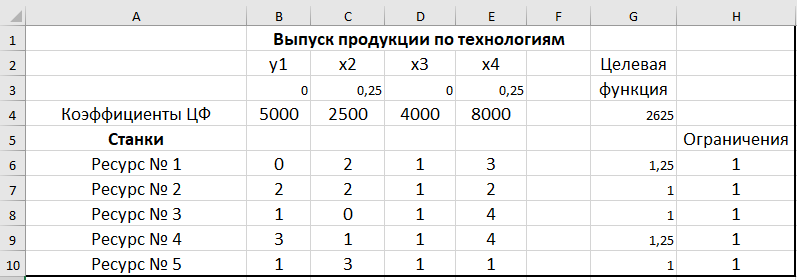 A B C D E F G H
1 Выпуск продукции по технологиям
2 y1 x2 x3 x4 Целевая
3 0 0,25 0 0,25 функция
4 Коэффициенты ЦФ 5000 2500 4000 8000 2625
5 Станки Ограничения
6 Ресурс № 1 0 2 1 3 1,25 1
7 Ресурс № 2 2 2 1 2 1 1
8 Ресурс № 3 1 0 1 4 1 1
9 Ресурс № 4 3 1 1 4 1,25 1
10 Ресурс № 5 1 3 1 1 1 1